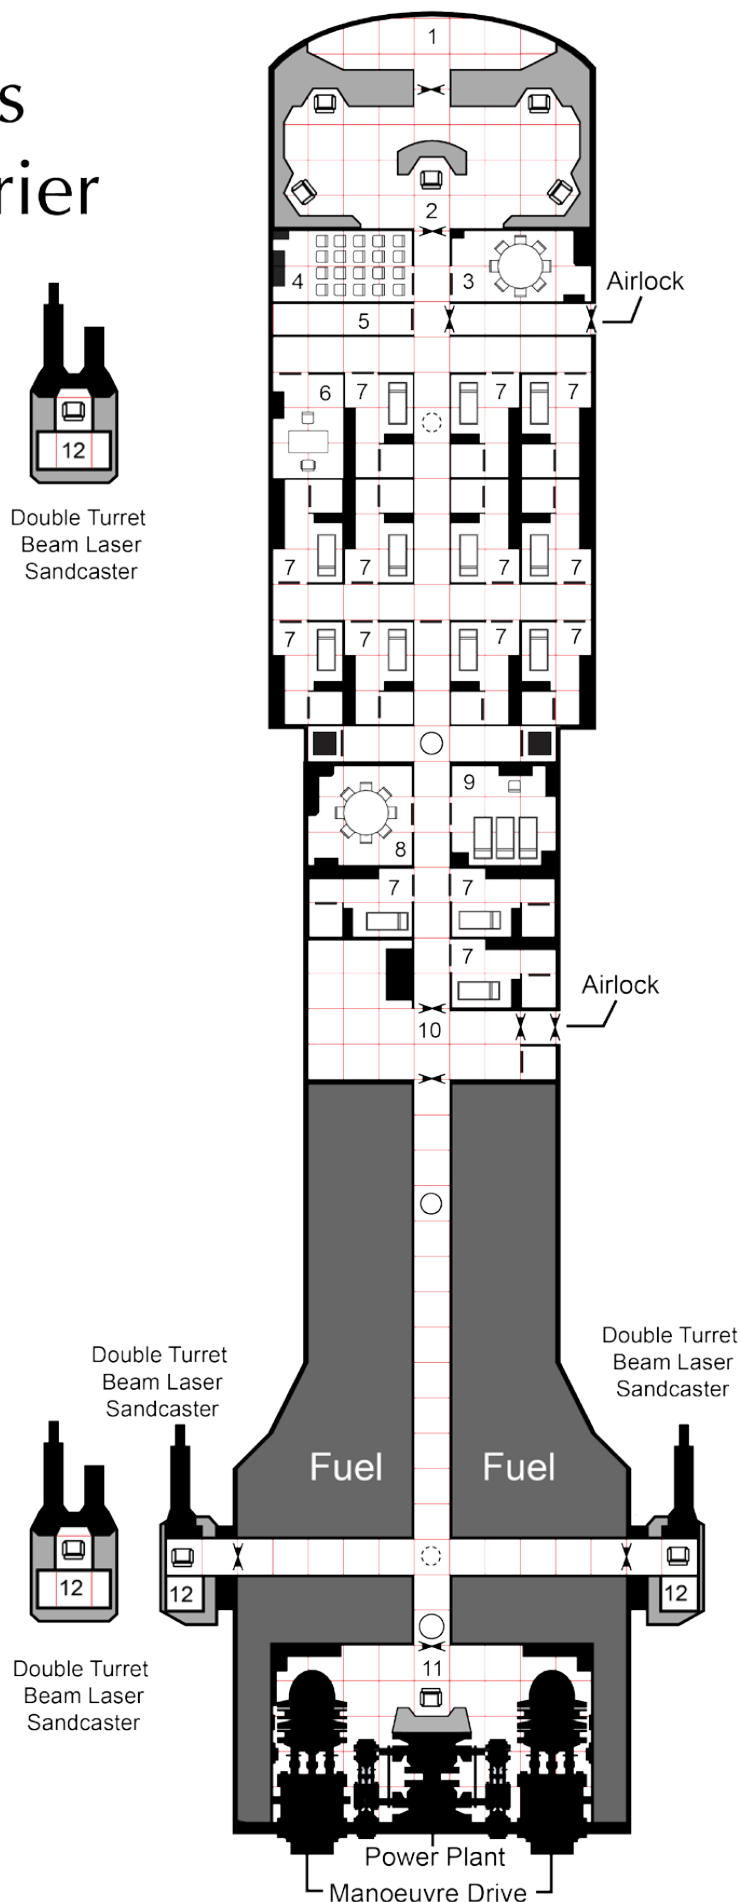 s
rier
1
2
3
4
5
Airlock
6
7
7
7
12
Double Turret
Beam Laser
Sandcaster
7
7
7
7
7
7
7
7
9
8
7
7
7
Airlock
10
Double Turret
Beam Laser
Sandcaster
Double Turret
Beam Laser
Sandcaster
Fuel
Fuel
12
12
12
11
Double Turret
Beam Laser
Sandcaster
Power Plant
Manoeuvre Drive